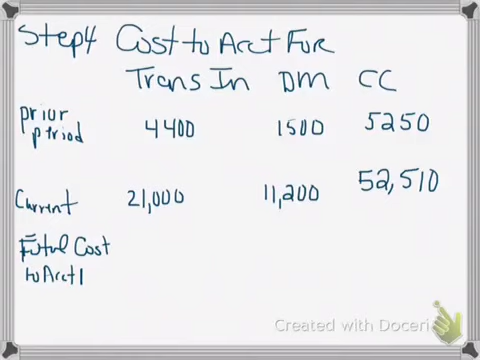 Step4 Cost to Acct For
Trans In DM CC
prior period 4400 1500 5250
Current 21,000 11,200 52,510
Total Cost
to Acct
Created with Doceri